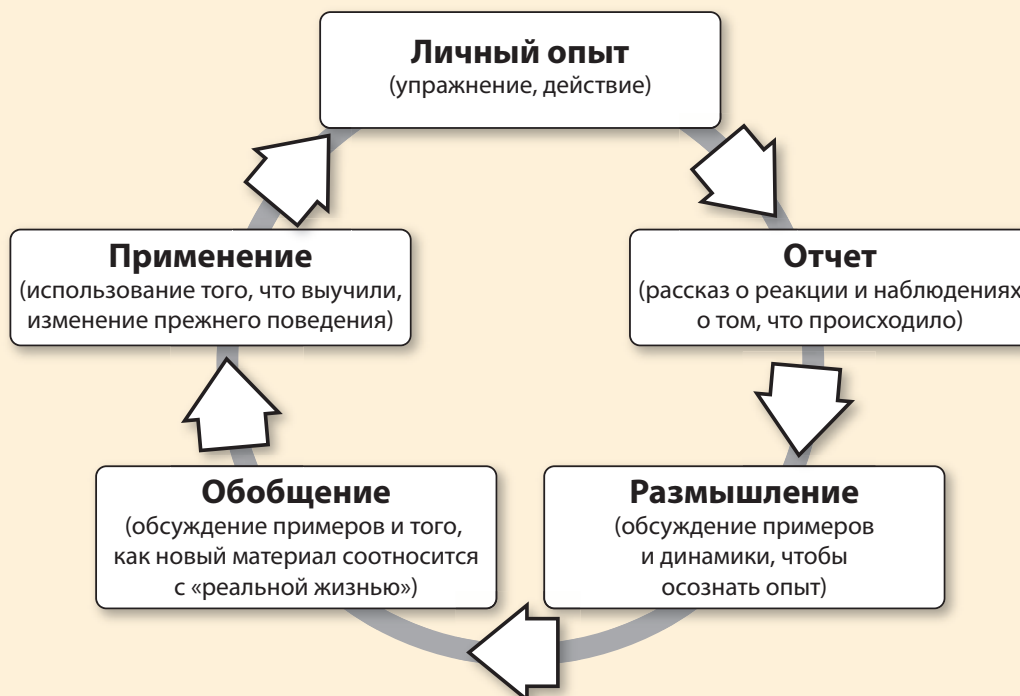 Личный опыт
(упражнение, действие)
Отчет
(рассказ о реакции и наблюдениях
о том, что происходило)
Размышление
(обсуждение примеров
и динамики, чтобы
осознать опыт)
Обобщение
(обсуждение примеров и того,
как новый материал соотносится
с «реальной жизнью»)
Применение
(использование того, что выучили,
изменение прежнего поведения)